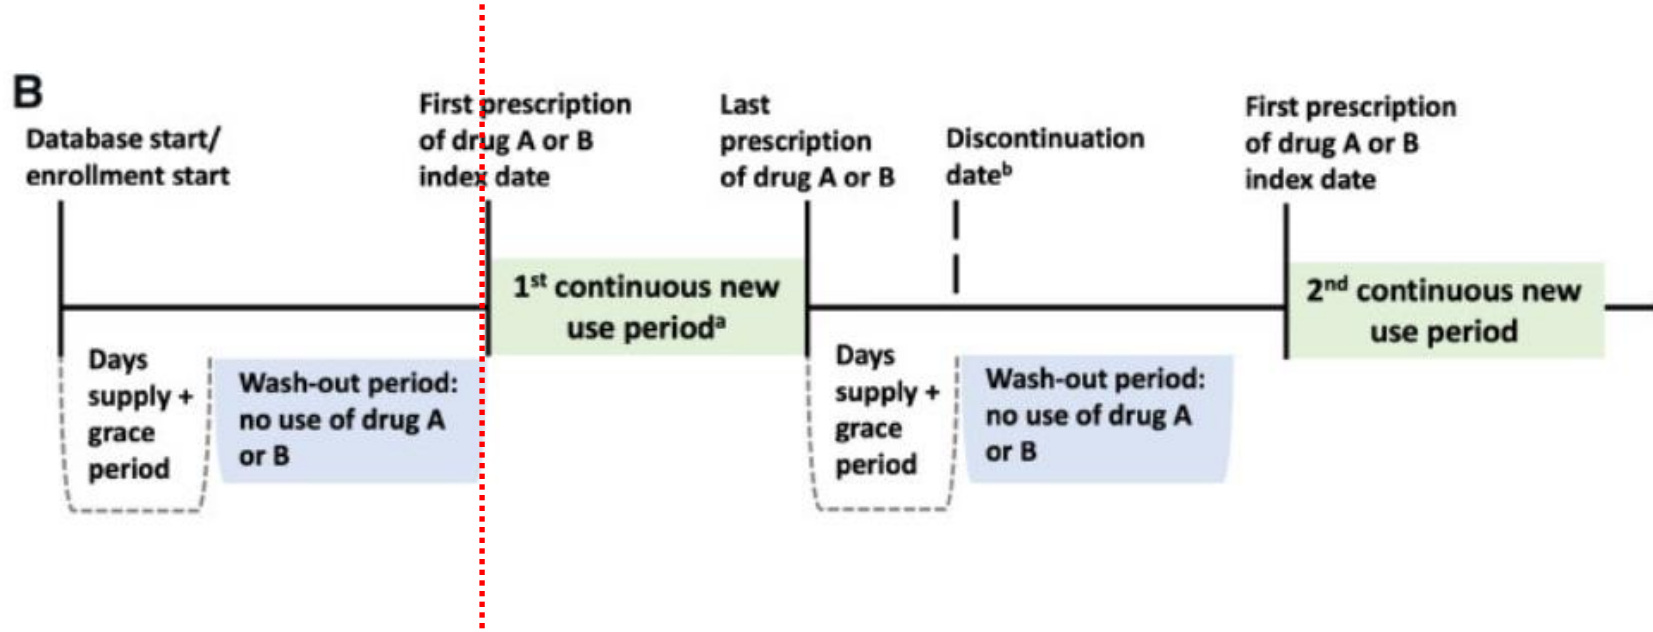 B
Database start/
enrollment start
First prescription
of drug A or B
index date
Last
prescription
of drug A or B
Discontinuation
dateᵇ
First prescription
of drug A or B
index date
1ˢᵗ continuous new
use periodᵃ
2ⁿᵈ continuous new
use period
Days
supply +
grace
period
Wash-out period:
no use of drug A
or B
Days
supply +
grace
period
Wash-out period:
no use of drug A
or B